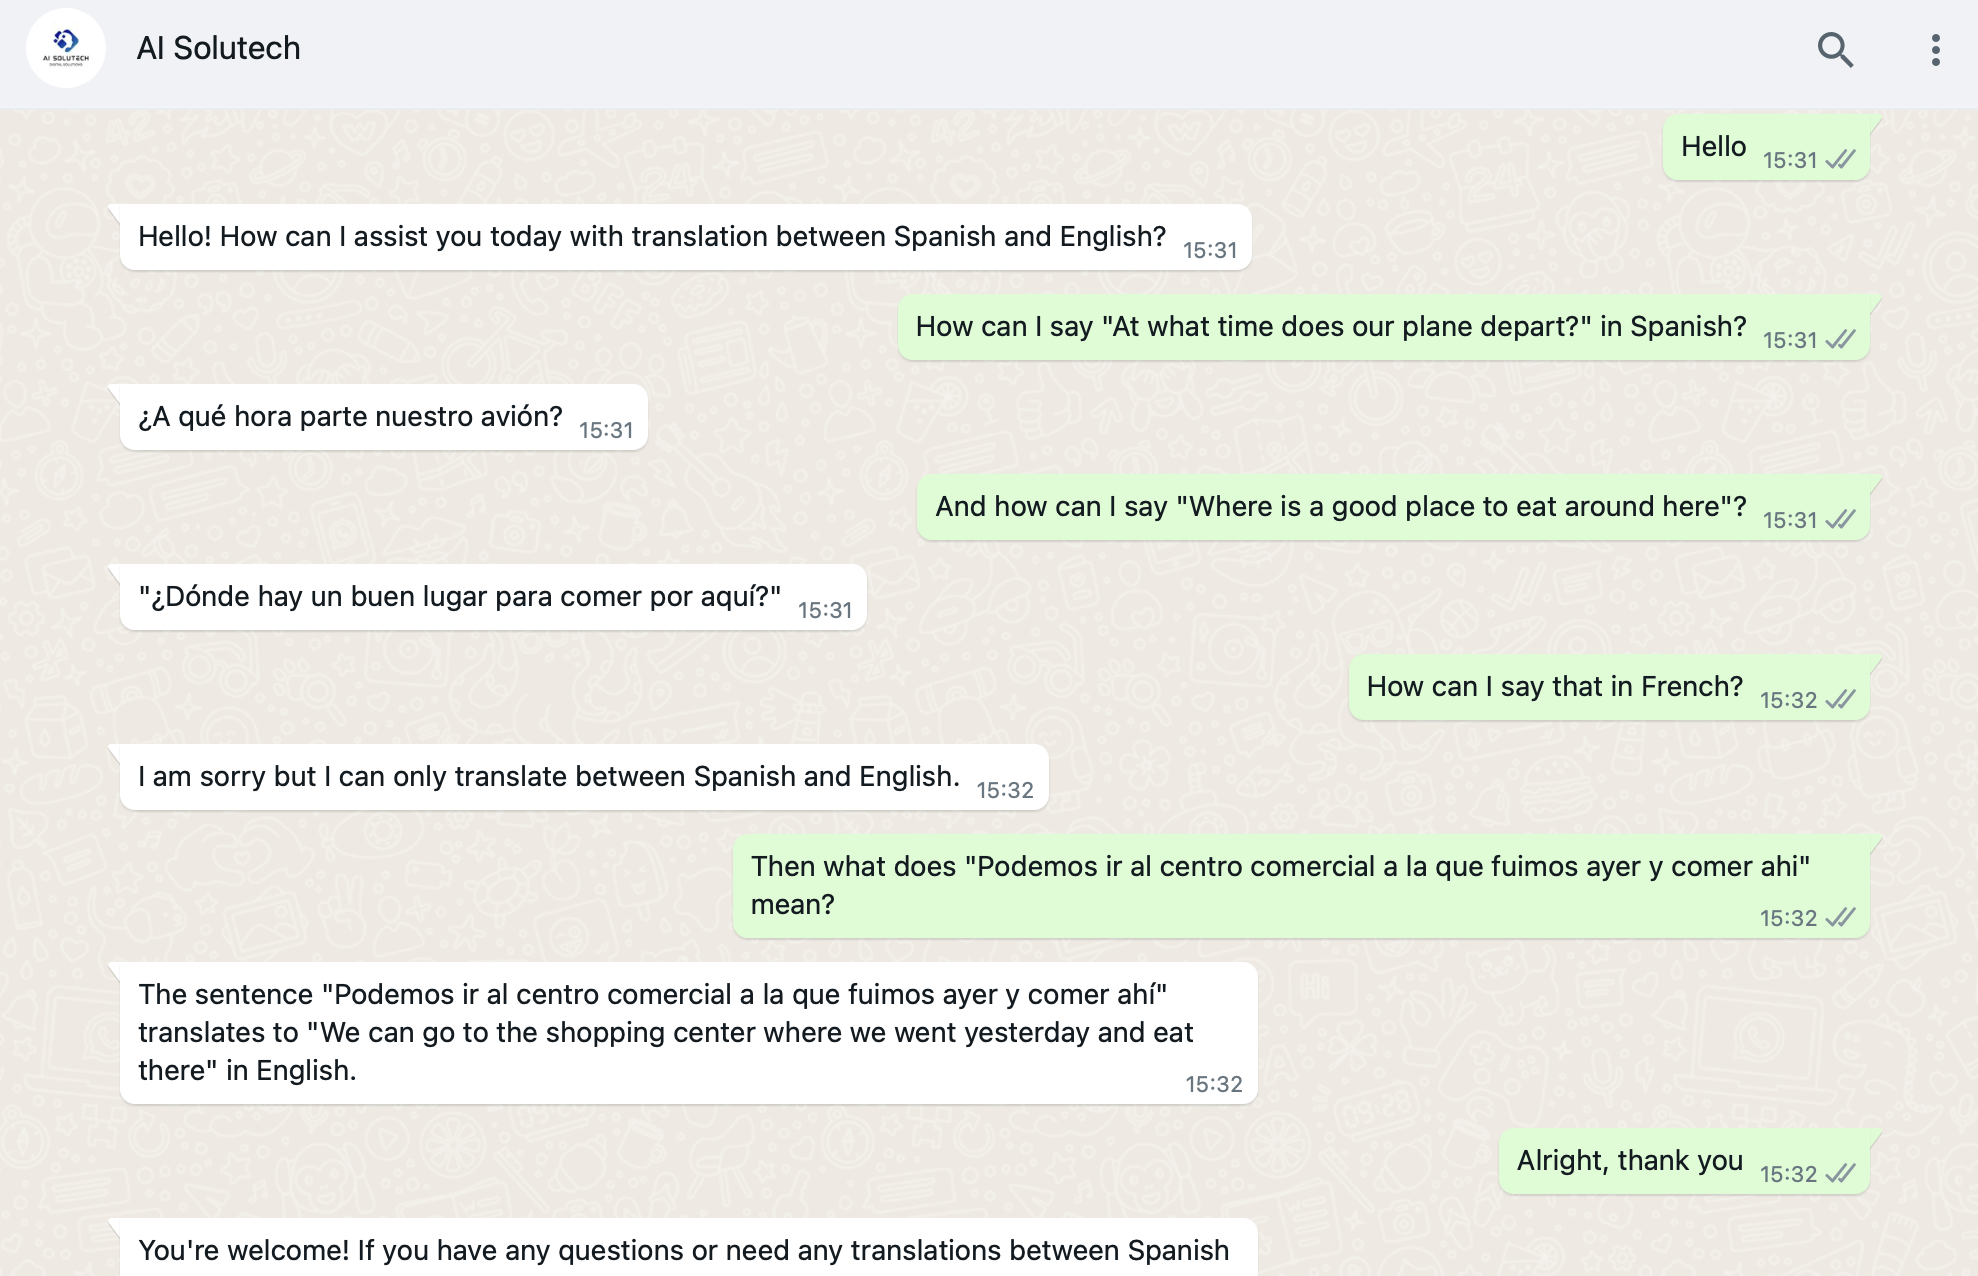 AI SOLUTECH
DIGITAL SOLUTIONS
AI Solutech
Hello
15:31
Hello! How can I assist you today with translation between Spanish and English?
15:31
How can I say "At what time does our plane depart?" in Spanish?
15:31
¿A qué hora parte nuestro avión?
15:31
And how can I say "Where is a good place to eat around here"?
15:31
"¿Dónde hay un buen lugar para comer por aquí?"
15:31
How can I say that in French?
15:32
I am sorry but I can only translate between Spanish and English.
15:32
Then what does "Podemos ir al centro comercial a la que fuimos ayer y comer ahi"
mean?
15:32
The sentence "Podemos ir al centro comercial a la que fuimos ayer y comer ahí"
translates to "We can go to the shopping center where we went yesterday and eat
there" in English.
15:32
Alright, thank you
15:32
You're welcome! If you have any questions or need any translations between Spanish